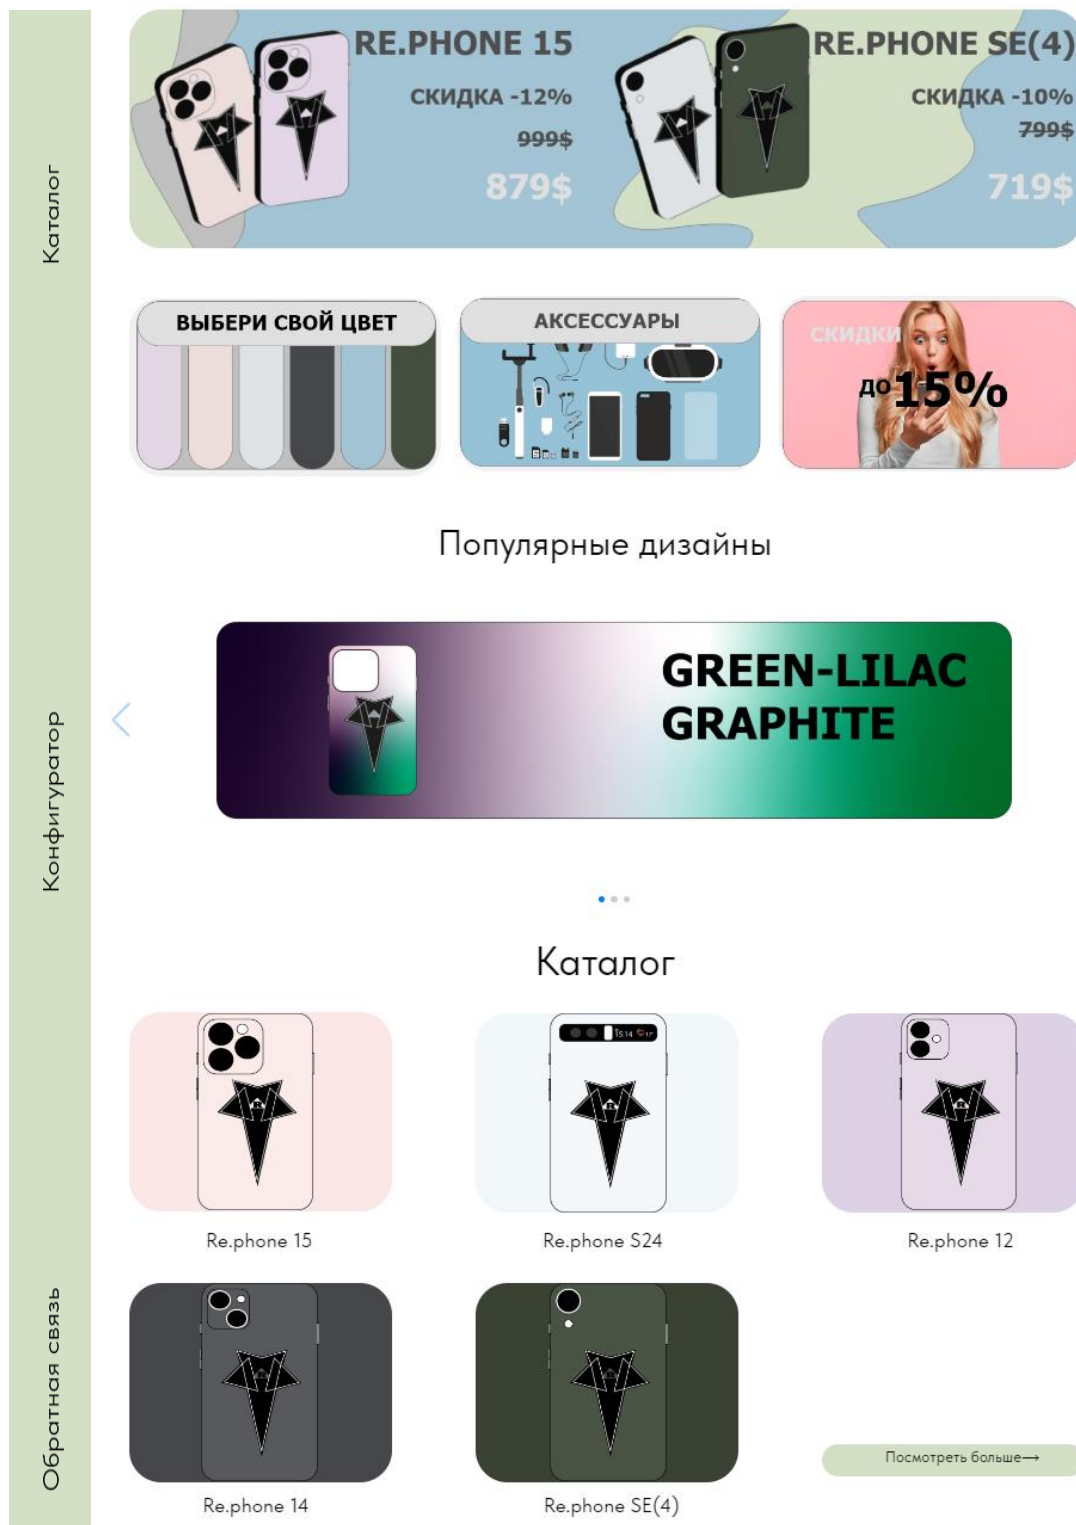 RE.PHONE 15
СКИДКА -12%
999$
879$
RE.PHONE SE(4)
СКИДКА -10%
799$
719$
Каталог
ВЫБЕРИ СВОЙ ЦВЕТ
АКСЕССУАРЫ
СКИДКИ
до 15%
Популярные дизайны
GREEN-LILAC
GRAPHITE
Конфигуратор
Каталог
15:14
Re.phone 15
Re.phone S24
Re.phone 12
Обратная связь
Посмотреть больше→
Re.phone 14
Re.phone SE(4)